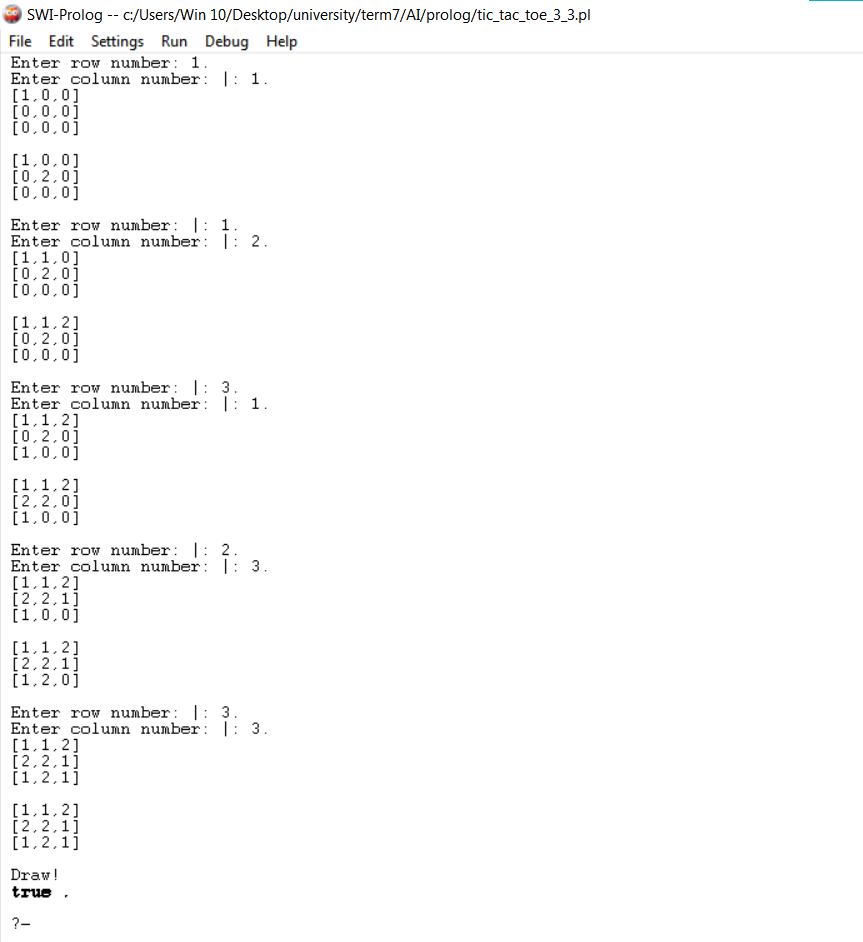 SWI-Prolog -- c:/Users/Win 10/Desktop/university/term7/AI/prolog/tic_tac_toe_3_3.pl
File Edit Settings Run Debug Help
Enter row number: 1.
Enter column number: |: 1.
[1,0,0]
[0,0,0]
[0,0,0]
[1,0,0]
[0,2,0]
[0,0,0]
Enter row number: |: 1.
Enter column number: |: 2.
[1,1,0]
[0,2,0]
[0,0,0]
[1,1,2]
[0,2,0]
[0,0,0]
Enter row number: |: 3.
Enter column number: |: 1.
[1,1,2]
[0,2,0]
[1,0,0]
[1,1,2]
[2,2,0]
[1,0,0]
Enter row number: |: 2.
Enter column number: |: 3.
[1,1,2]
[2,2,1]
[1,0,0]
[1,1,2]
[2,2,1]
[1,2,0]
Enter row number: |: 3.
Enter column number: |: 3.
[1,1,2]
[2,2,1]
[1,2,1]
[1,1,2]
[2,2,1]
[1,2,1]
Draw!
true .
?-